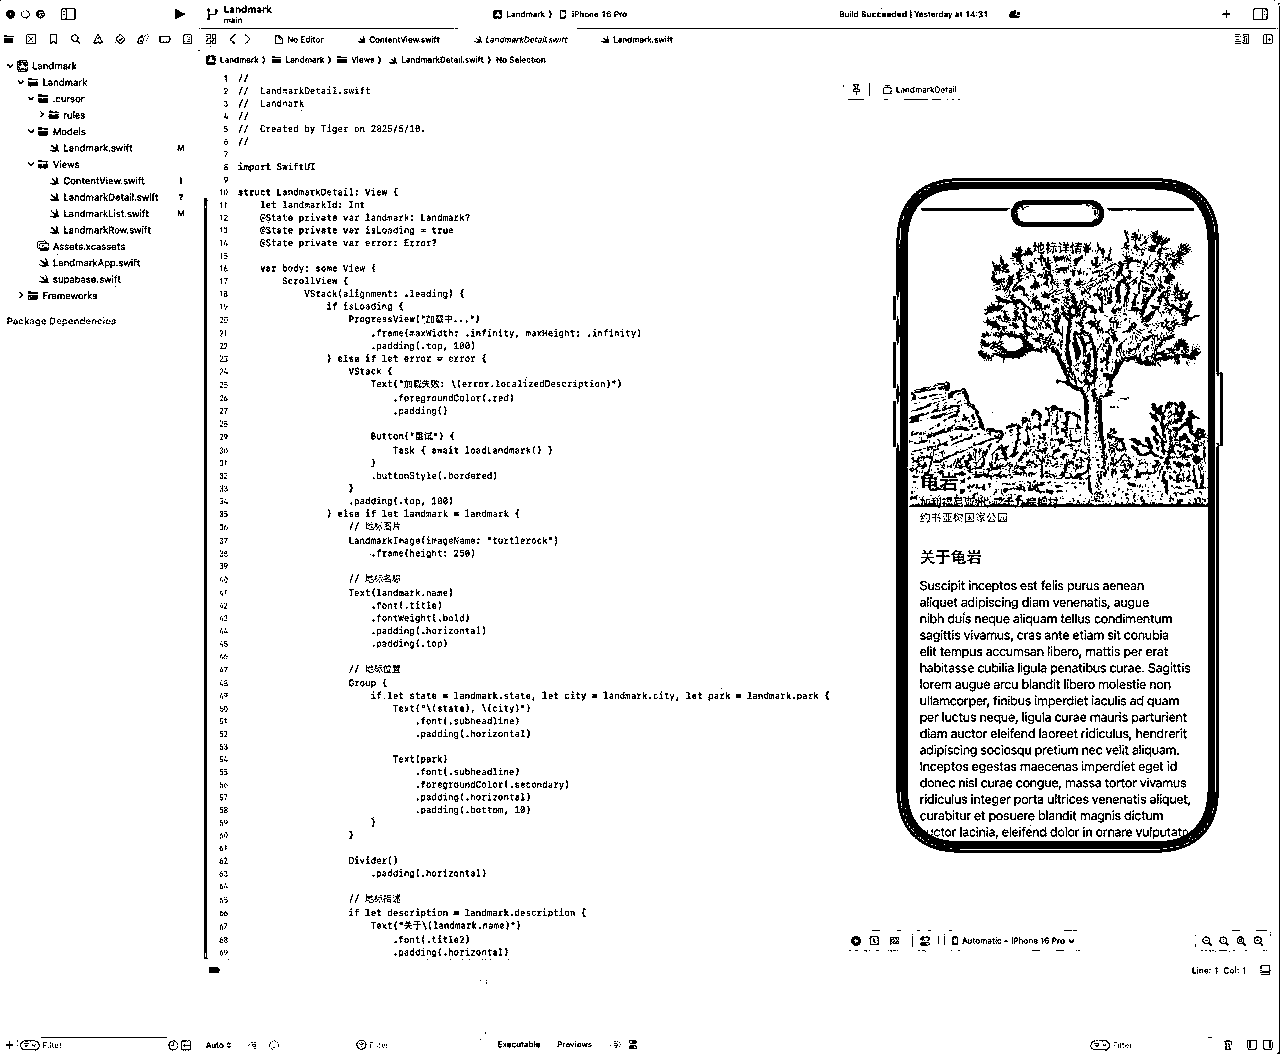 Landmark
main
Landmark 〉 iPhone 16 Pro
Build Succeeded | Yesterday at 14:31
No Editor
ContentView.swift
LandmarkDetail.swift
Landmark.swift
Landmark 〉 Landmark 〉 Views 〉 LandmarkDetail.swift 〉 No Selection
Landmark
Landmark
.cursor
rules
Models
Landmark.swift M
Views
ContentView.swift
LandmarkDetail.swift ?
LandmarkList.swift M
LandmarkRow.swift
Assets.xcassets
LandmarkApp.swift
supabase.swift
Frameworks
Package Dependencies
1 //
2 // LandmarkDetail.swift
3 // Landmark
4 //
5 // Created by Tiger on 2025/5/10.
6 //
7
8 import SwiftUI
9
10 struct LandmarkDetail: View {
11 let landmarkId: Int
12 @State private var landmark: Landmark?
13 @State private var isLoading = true
14 @State private var error: Error?
15
16 var body: some View {
17 ScrollView {
18 VStack(alignment: .leading) {
19 if isLoading {
20 ProgressView("加载中...")
21 .frame(maxWidth: .infinity, maxHeight: .infinity)
22 .padding(.top, 100)
23 } else if let error = error {
24 VStack {
25 Text("加载失败: \(error.localizedDescription)")
26 .foregroundColor(.red)
27 .padding()
28
29 Button("重试") {
30 Task { await loadLandmark() }
31 }
32 .buttonStyle(.bordered)
33 }
34 .padding(.top, 100)
35 } else if let landmark = landmark {
36 // 地标图片
37 LandmarkImage(imageName: "turtlerock")
38 .frame(height: 250)
39
40 // 地标名称
41 Text(landmark.name)
42 .font(.title)
43 .fontWeight(.bold)
44 .padding(.horizontal)
45 .padding(.top)
46
47 // 地标位置
48 Group {
49 if let state = landmark.state, let city = landmark.city, let park = landmark.park {
50 Text("\(state), \(city)")
51 .font(.subheadline)
52 .padding(.horizontal)
53
54 Text(park)
55 .font(.subheadline)
56 .foregroundColor(.secondary)
57 .padding(.horizontal)
58 .padding(.bottom, 10)
59 }
60 }
61
62 Divider()
63 .padding(.horizontal)
64
65 // 地标描述
66 if let description = landmark.description {
67 Text("关于\(landmark.name)")
68 .font(.title2)
69 .padding(.horizontal)
LandmarkDetail
地标详情
龟岩
约书亚树国家公园
关于龟岩
Suscipit inceptos est felis purus aenean
aliquet adipiscing diam venenatis, augue
nibh duis neque aliquam tellus condimentum
sagittis vivamus, cras ante etiam sit conubia
elit tempus accumsan libero, mattis per erat
habitasse cubilia ligula penatibus curae. Sagittis
lorem augue arcu blandit libero molestie non
ullamcorper, finibus imperdiet iaculis ad quam
per luctus neque, ligula curae mauris parturient
diam auctor eleifend laoreet ridiculus, hendrerit
adipiscing sociosqu pretium nec velit aliquam.
Inceptos egestas maecenas imperdiet eget id
donec nisl curae congue, massa tortor vivamus
ridiculus integer porta ultrices venenatis aliquet,
curabitur et posuere blandit magnis dictum
auctor lacinia, eleifend dolor in ornare vulputate
Automatic – iPhone 16 Pro
Line: 1 Col: 1
Filter
Auto
Filter
Executable
Previews
Filter